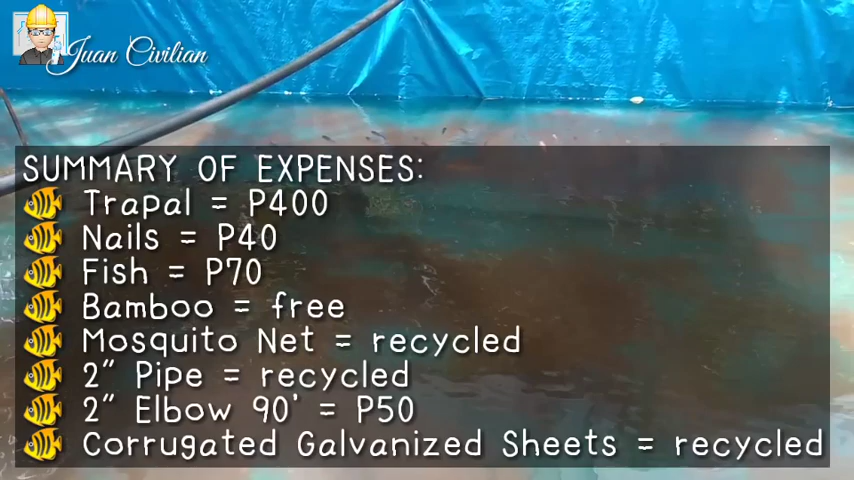 Juan Civilian
SUMMARY OF EXPENSES:
Trapal = P400
Nails = P40
Fish = P70
Bamboo = free
Mosquito Net = recycled
2” Pipe = recycled
2” Elbow 90' = P50
Corrugated Galvanized Sheets = recycled